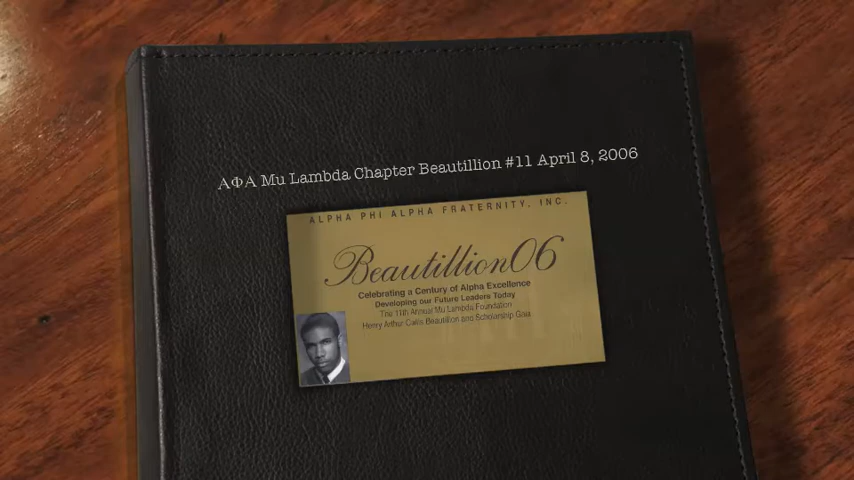 ΑΦΑ Mu Lambda Chapter Beautillion #11 April 8, 2006
ALPHA PHI ALPHA FRATERNITY, INC.
Beautillion06
Celebrating a Century of Alpha Excellence
Developing our Future Leaders Today
The 11th Annual Mu Lambda Foundation
Henry Arthur Callis Beautillion and Scholarship Gala